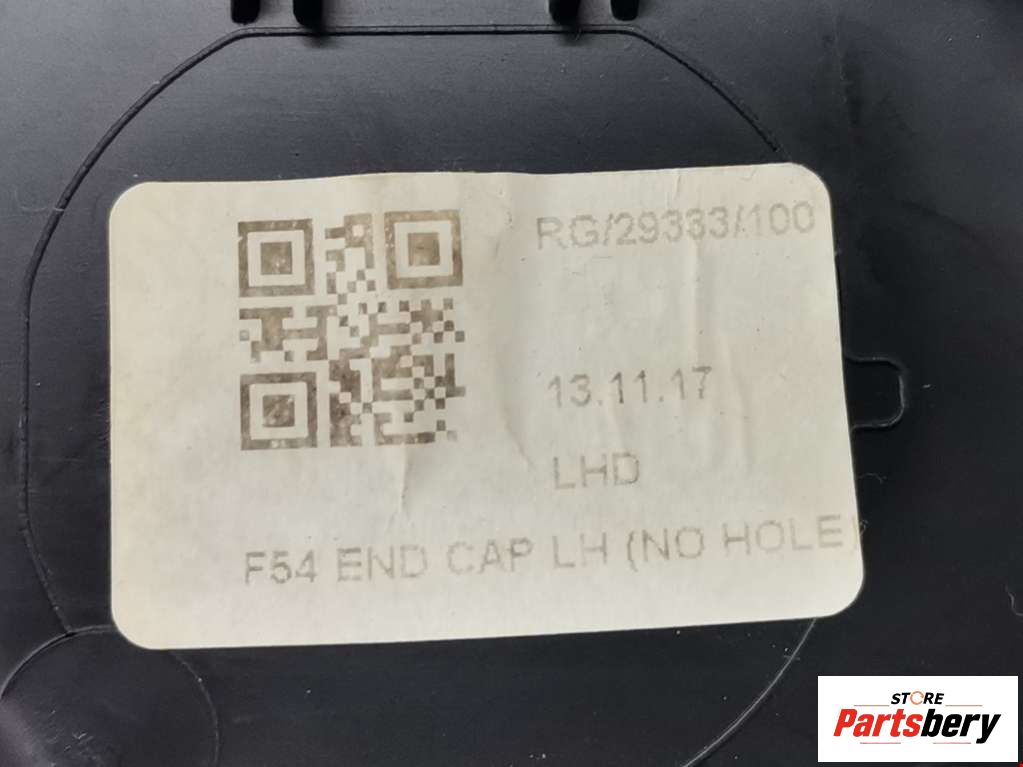 RG/29333/100
13.11.17
LHD
F54 END CAP LH (NO HOLE)
STORE
Partsbery